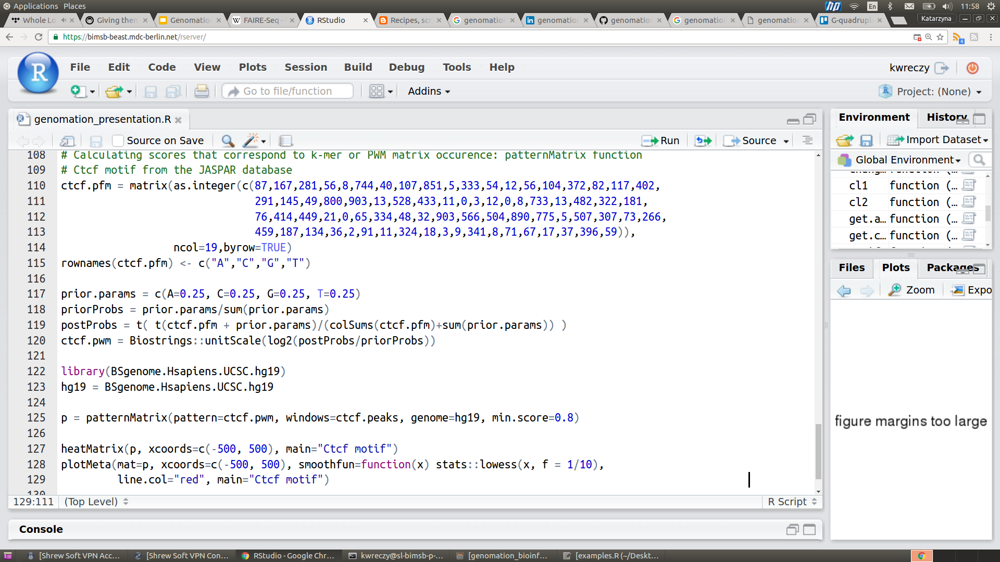 Applications Places
En 11:58
Whole Lo Giving then Genomatio FAIRE-Seq - RStudio Recipes, scr genomation genomation genomation genomation genomation G-quadrupl Katarzyna
https://bimsb-beast.mdc-berlin.net/rserver/
4
File Edit Code View Plots Session Build Debug Tools Help
kwreczy
Go to file/function Addins
Project: (None)
genomation_presentation.R
Source on Save Run Source
108 # Calculating scores that correspond to k-mer or PWM matrix occurence: patternMatrix function
109 # Ctcf motif from the JASPAR database
110 ctcf.pfm = matrix(as.integer(c(87,167,281,56,8,744,40,107,851,5,333,54,12,56,104,372,82,117,402,
111 291,145,49,800,903,13,528,433,11,0,3,12,0,8,733,13,482,322,181,
112 76,414,449,21,0,65,334,48,32,903,566,504,890,775,5,507,307,73,266,
113 459,187,134,36,2,91,11,324,18,3,9,341,8,71,67,17,37,396,59)),
114 ncol=19,byrow=TRUE)
115 rownames(ctcf.pfm) <- c("A","C","G","T")
116
117 prior.params = c(A=0.25, C=0.25, G=0.25, T=0.25)
118 priorProbs = prior.params/sum(prior.params)
119 postProbs = t( t(ctcf.pfm + prior.params)/(colSums(ctcf.pfm)+sum(prior.params)) )
120 ctcf.pwm = Biostrings::unitScale(log2(postProbs/priorProbs))
121
122 library(BSgenome.Hsapiens.UCSC.hg19)
123 hg19 = BSgenome.Hsapiens.UCSC.hg19
124
125 p = patternMatrix(pattern=ctcf.pwm, windows=ctcf.peaks, genome=hg19, min.score=0.8)
126
127 heatMatrix(p, xcoords=c(-500, 500), main="Ctcf motif")
128 plotMeta(mat=p, xcoords=c(-500, 500), smoothfun=function(x) stats::lowess(x, f = 1/10),
129 line.col="red", main="Ctcf motif")
130
129:111 (Top Level) R Script
Console
Environment History
Import Dataset
Global Environment
cl1 function (…
cl2 function (…
get.a… function (…
get.c… function (…
Files Plots Packages
Zoom Expo
figure margins too large
[Shrew Soft VPN Acc... [Shrew Soft VPN Con... RStudio - Google Chr... kwreczy@sl-bimsb-p-... [genomation_bioinf... [examples.R (~/Deskt...